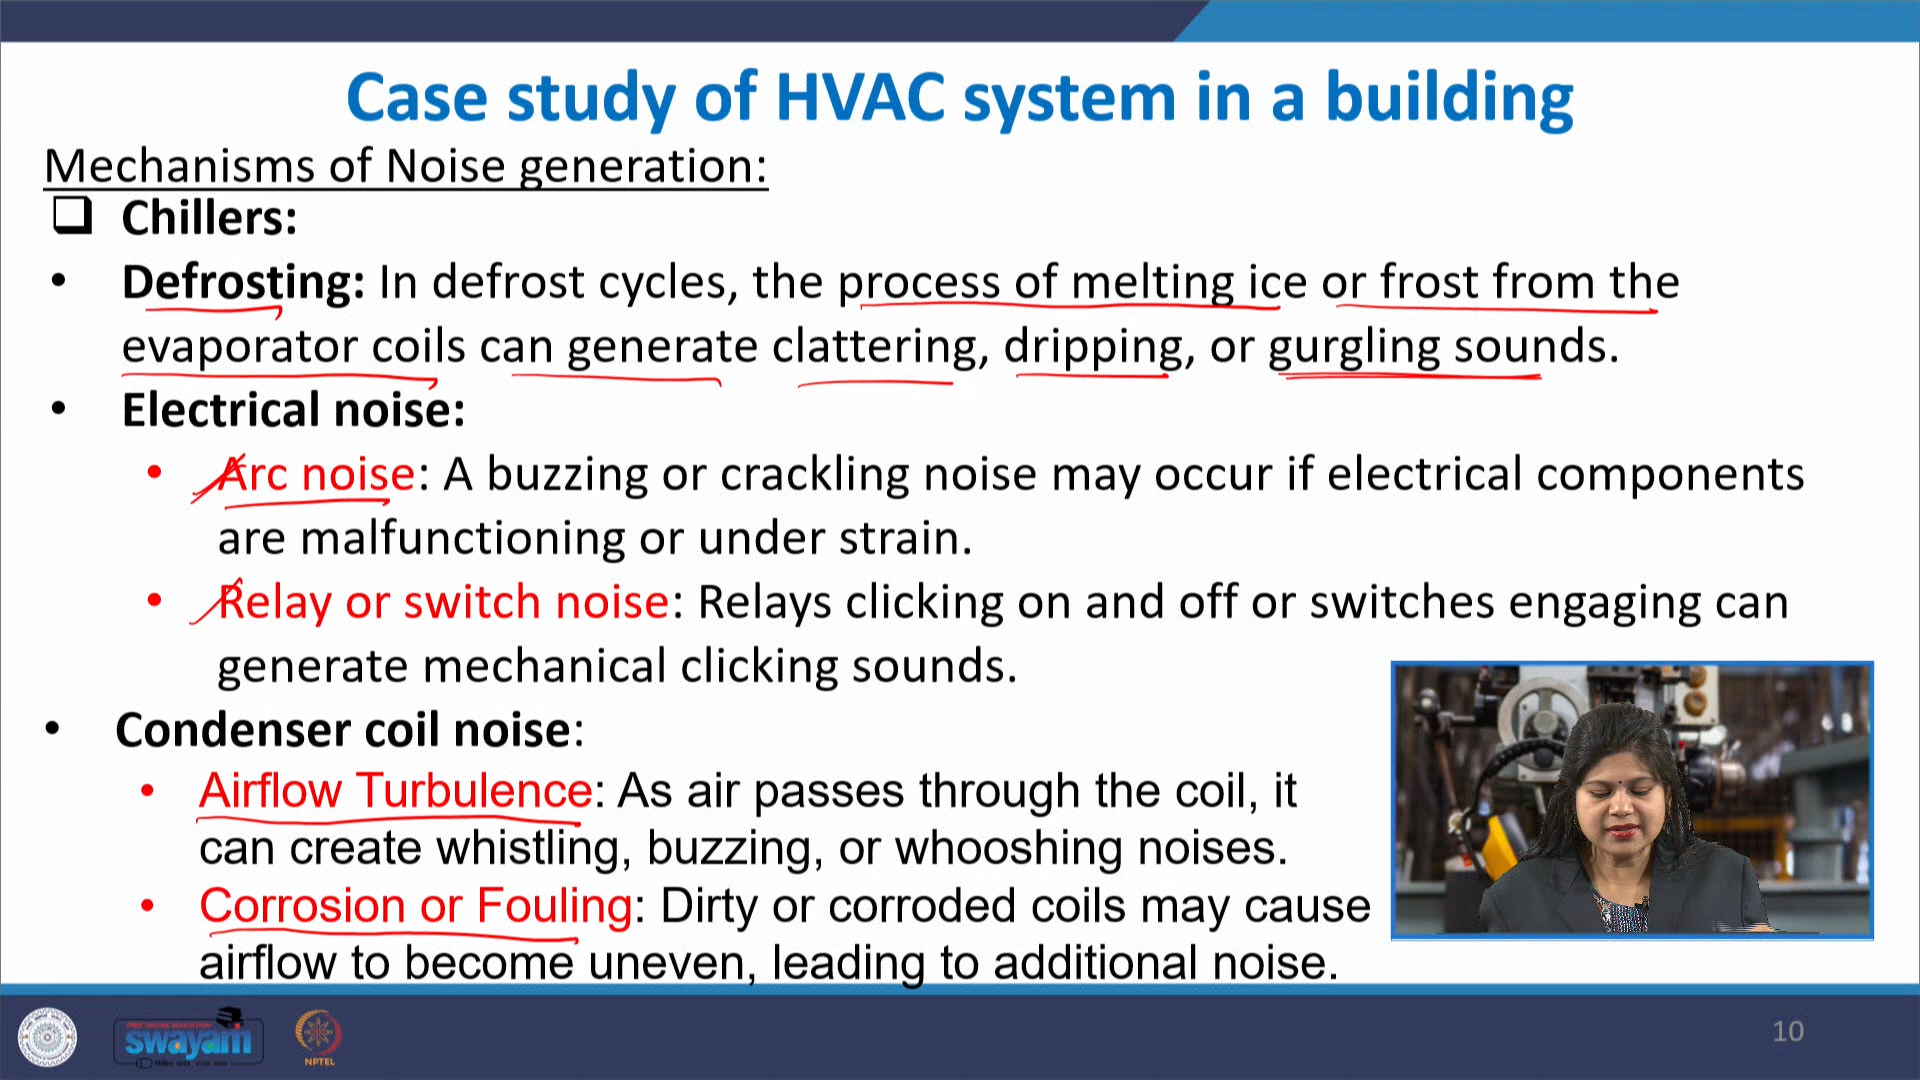 Case study of HVAC system in a building
Mechanisms of Noise generation:
❑ Chillers:
• Defrosting: In defrost cycles, the process of melting ice or frost from the
evaporator coils can generate clattering, dripping, or gurgling sounds.
• Electrical noise:
• Arc noise: A buzzing or crackling noise may occur if electrical components
are malfunctioning or under strain.
• Relay or switch noise: Relays clicking on and off or switches engaging can
generate mechanical clicking sounds.
• Condenser coil noise:
• Airflow Turbulence: As air passes through the coil, it
can create whistling, buzzing, or whooshing noises.
• Corrosion or Fouling: Dirty or corroded coils may cause
airflow to become uneven, leading to additional noise.
swayam
NPTEL
10